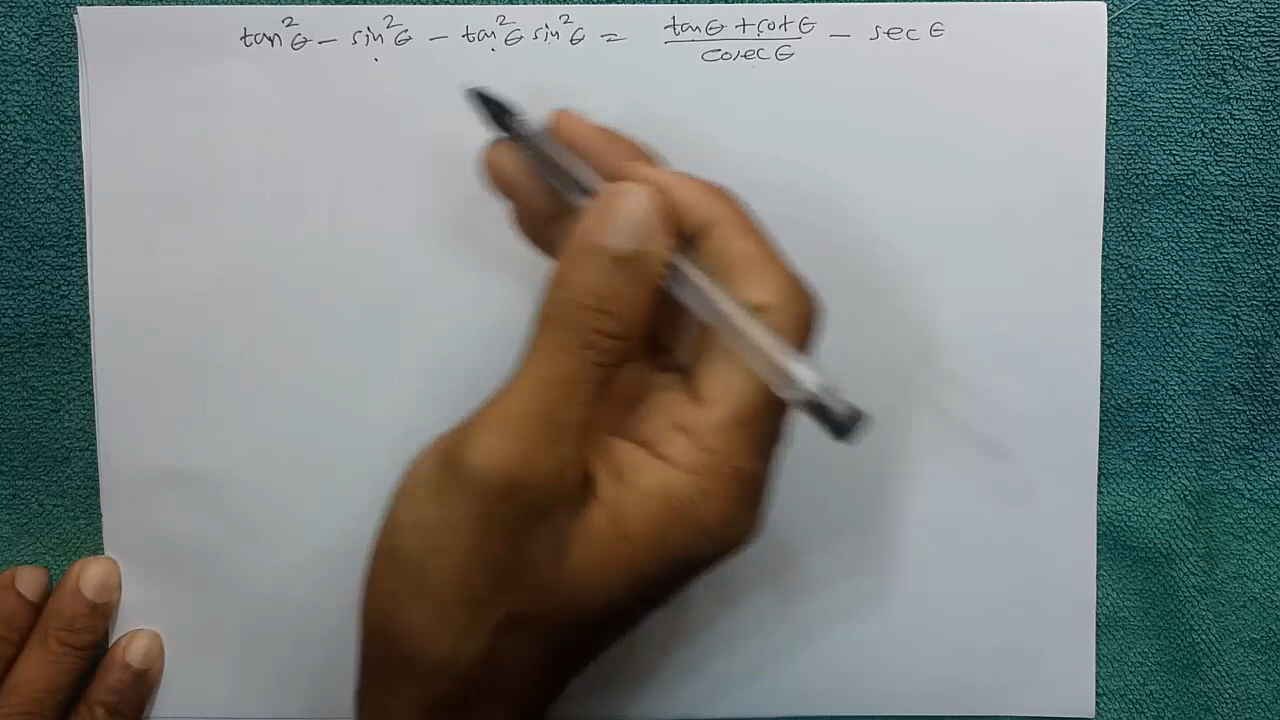 tan²θ - sin²θ - tan²θ sin²θ = (tanθ + cotθ)/cosecθ - secθ